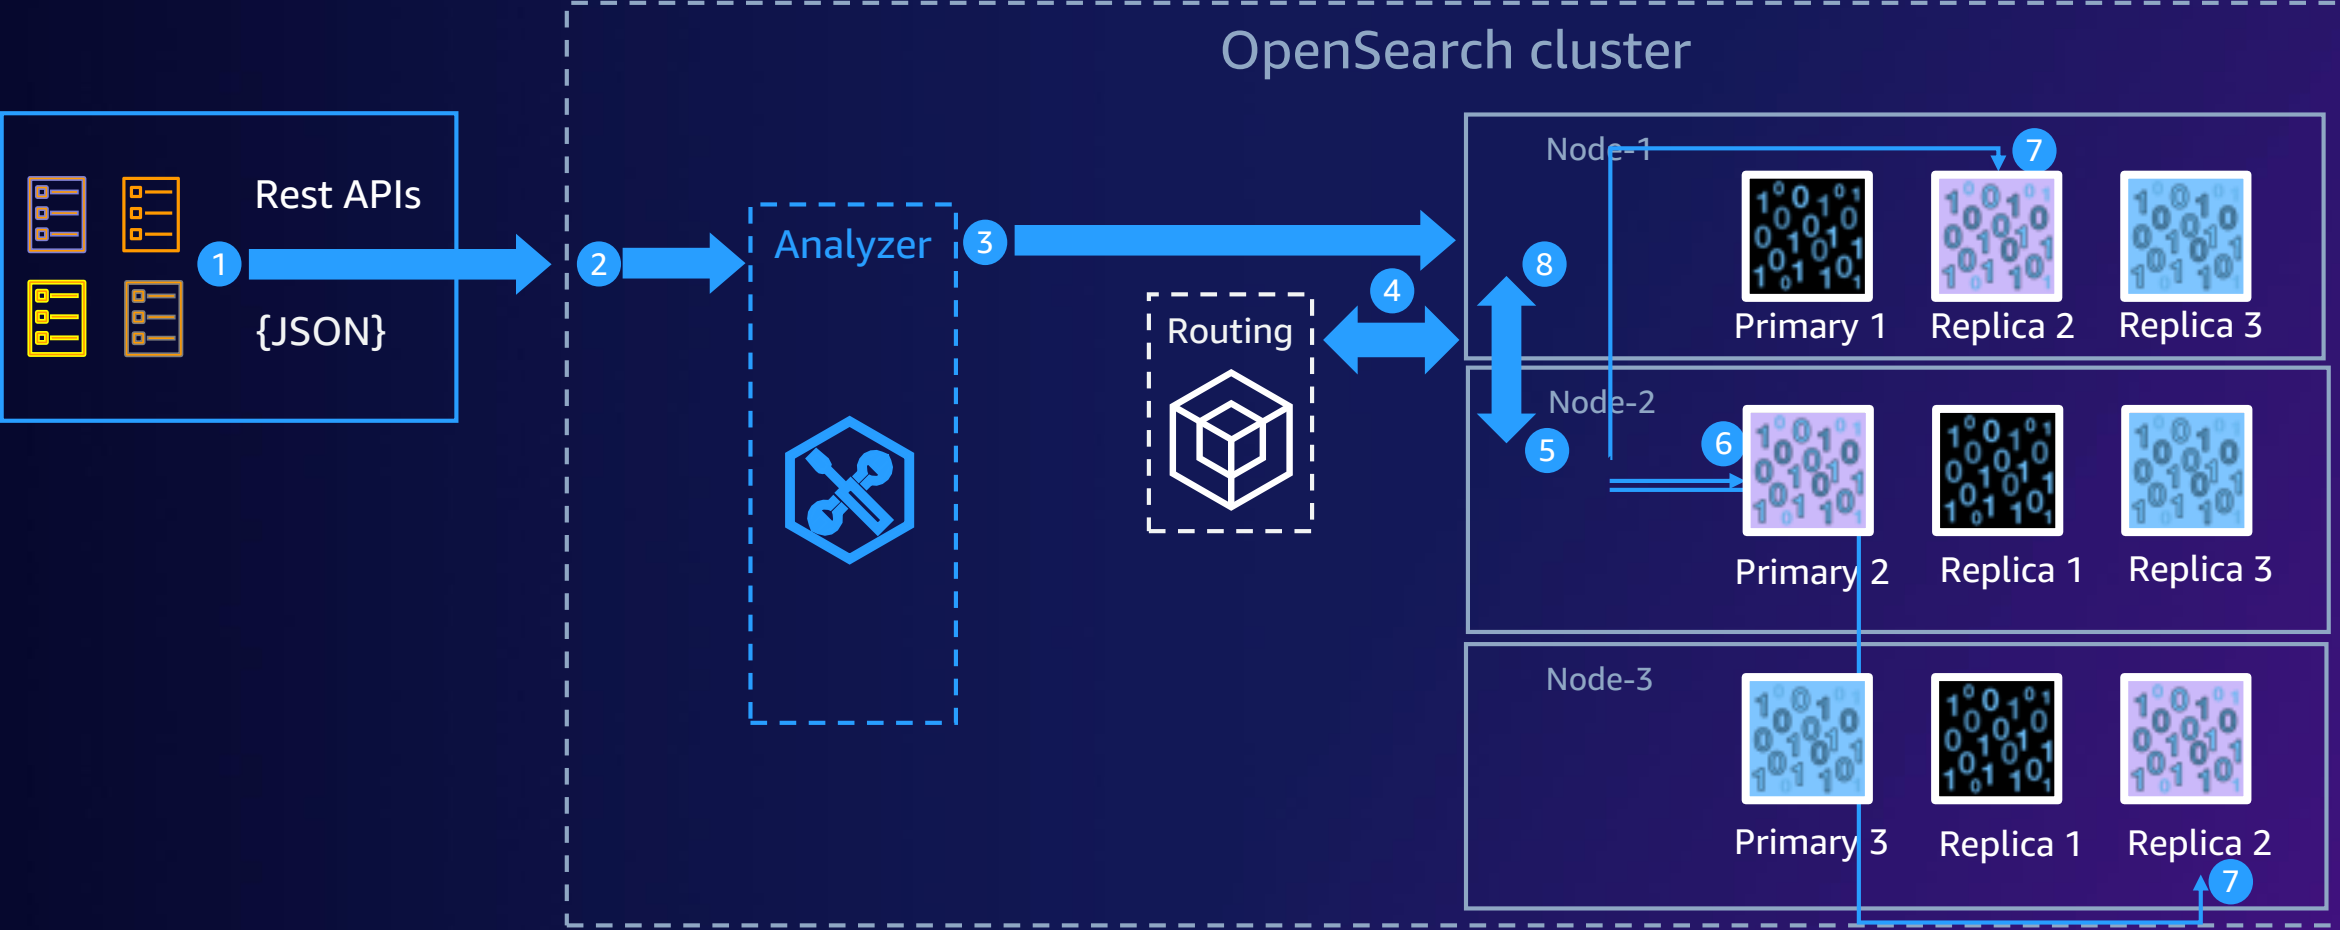 OpenSearch cluster
Rest APIs
1
{JSON}
2
Analyzer
3
Routing
4
8
5
Node-1
7
Primary 1
Replica 2
Replica 3
Node-2
6
Primary 2
Replica 1
Replica 3
Node-3
Primary 3
Replica 1
Replica 2
7